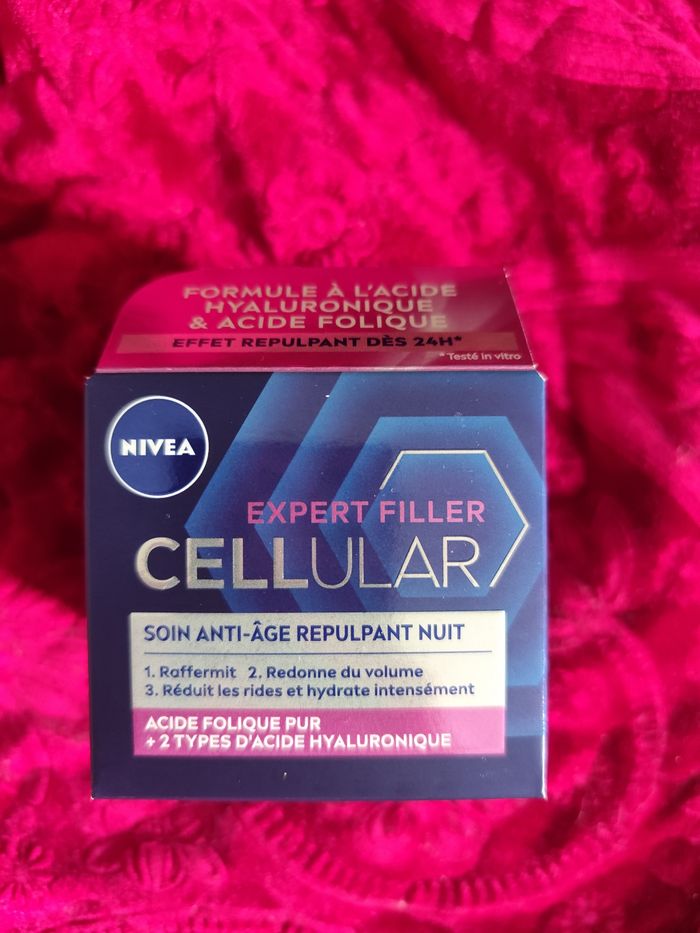 FORMULE À L'ACIDE
HYALURONIQUE
& ACIDE FOLIQUE
EFFET REPULPANT DÈS 24H*
* Testé in vitro
NIVEA
EXPERT FILLER
CELLULAR
SOIN ANTI-ÂGE REPULPANT NUIT
1. Raffermit 2. Redonne du volume
3. Réduit les rides et hydrate intensément
ACIDE FOLIQUE PUR
+ 2 TYPES D'ACIDE HYALURONIQUE